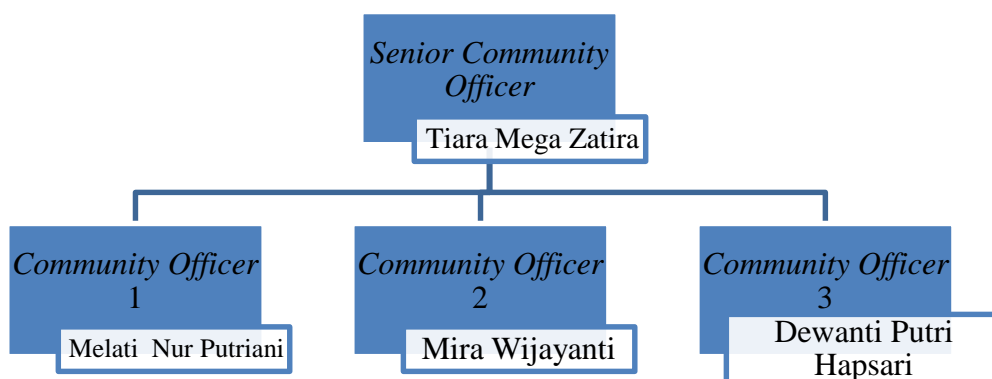 Senior Community
Officer
Tiara Mega Zatira
Community Officer
1
Melati Nur Putriani
Community Officer
2
Mira Wijayanti
Community Officer
3
Dewanti Putri
Hapsari